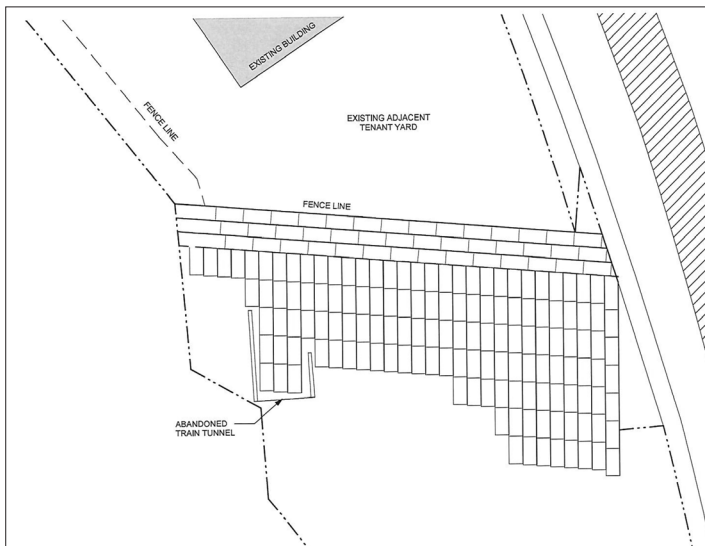 EXISTING BUILDING
FENCE LINE
EXISTING ADJACENT
TENANT YARD
FENCE LINE
ABANDONED
TRAIN TUNNEL